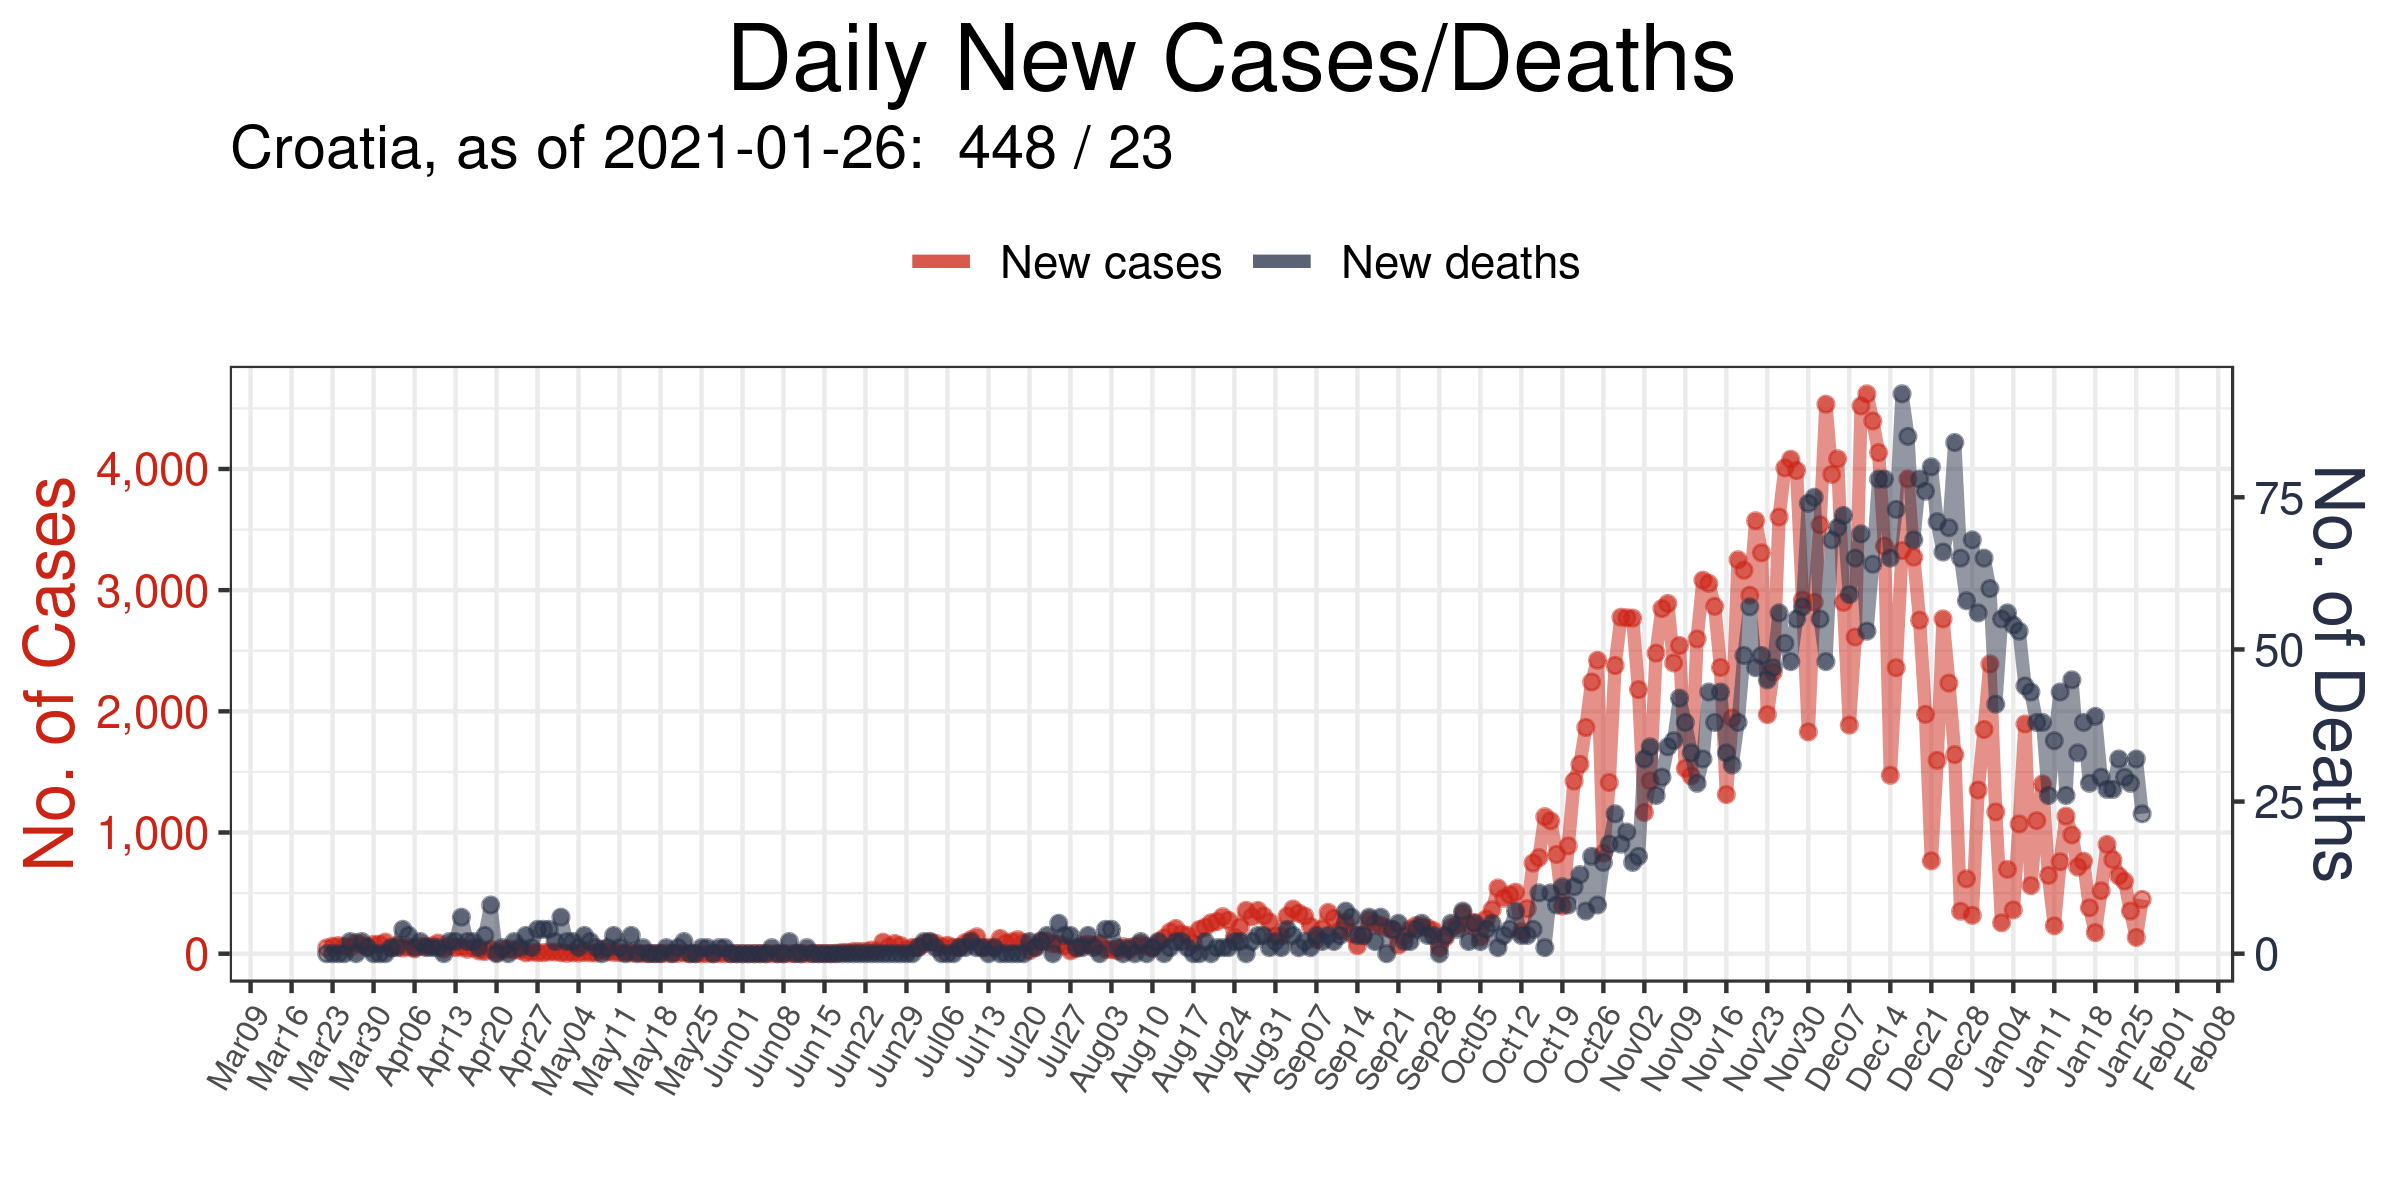 Daily New Cases/Deaths
Croatia, as of 2021-01-26: 448 / 23
New cases
New deaths
No. of Cases
4,000
3,000
2,000
1,000
0
75
50
25
0
No. of Deaths
Mar09
Mar16
Mar23
Mar30
Apr06
Apr13
Apr20
Apr27
May04
May11
May18
May25
Jun01
Jun08
Jun15
Jun22
Jun29
Jul06
Jul13
Jul20
Jul27
Aug03
Aug10
Aug17
Aug24
Aug31
Sep07
Sep14
Sep21
Sep28
Oct05
Oct12
Oct19
Oct26
Nov02
Nov09
Nov16
Nov23
Nov30
Dec07
Dec14
Dec21
Dec28
Jan04
Jan11
Jan18
Jan25
Feb01
Feb08